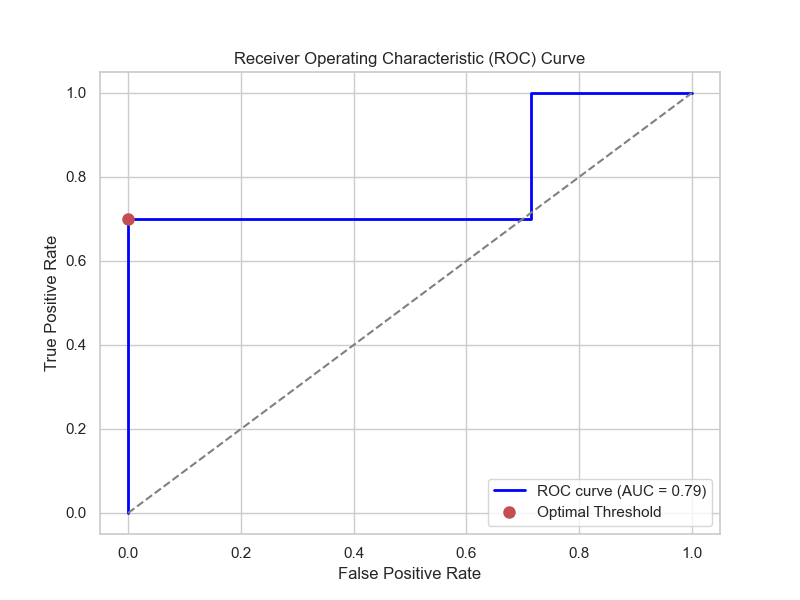 Receiver Operating Characteristic (ROC) Curve
1.0
0.8
0.6
0.4
0.2
0.0
True Positive Rate
0.0 0.2 0.4 0.6 0.8 1.0
False Positive Rate
ROC curve (AUC = 0.79)
Optimal Threshold